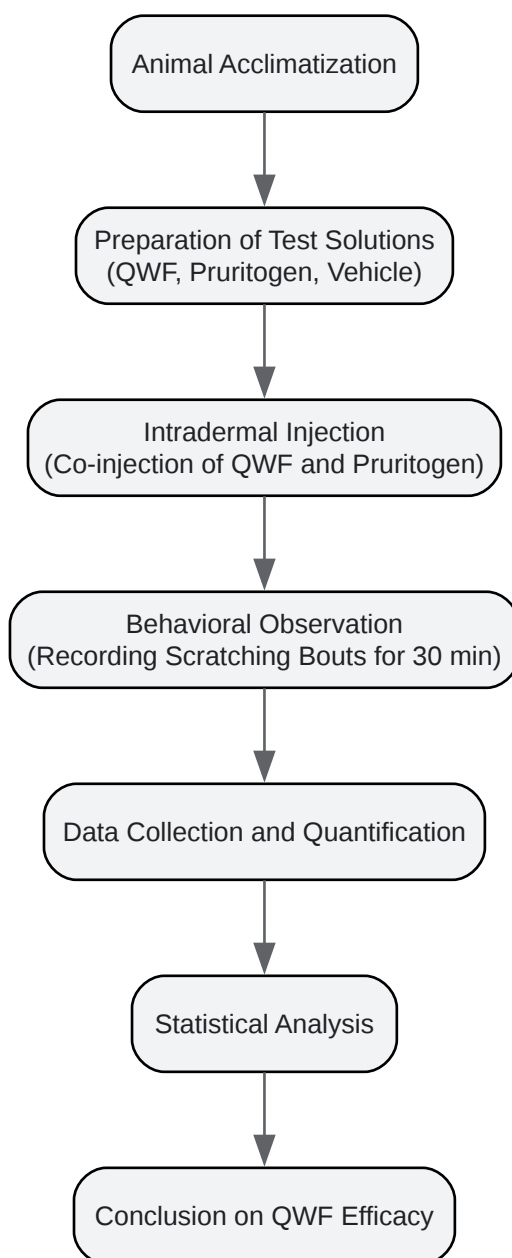 Animal Acclimatization
Preparation of Test Solutions
(QWF, Pruritogen, Vehicle)
Intradermal Injection
(Co-injection of QWF and Pruritogen)
Behavioral Observation
(Recording Scratching Bouts for 30 min)
Data Collection and Quantification
Statistical Analysis
Conclusion on QWF Efficacy